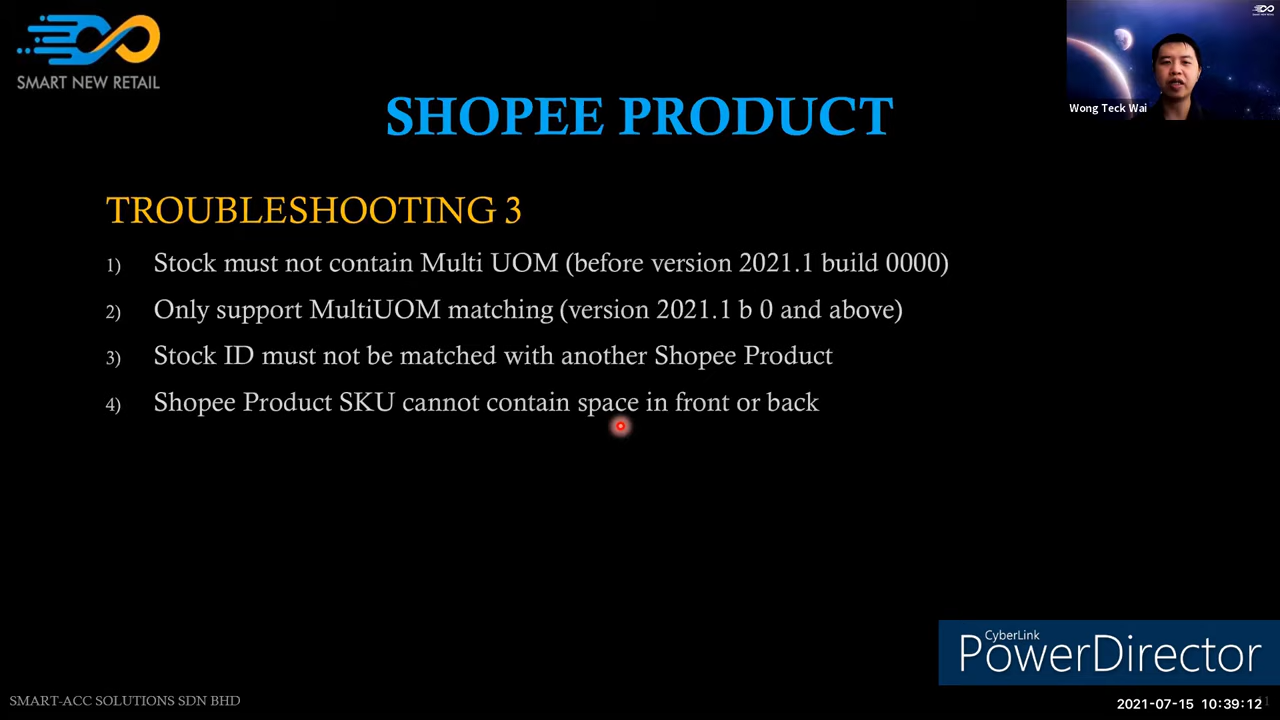 SMART NEW RETAIL
Wong Teck Wai
SHOPEE PRODUCT
TROUBLESHOOTING 3
1) Stock must not contain Multi UOM (before version 2021.1 build 0000)
2) Only support MultiUOM matching (version 2021.1 b 0 and above)
3) Stock ID must not be matched with another Shopee Product
4) Shopee Product SKU cannot contain space in front or back
CyberLink
PowerDirector
SMART-ACC SOLUTIONS SDN BHD
2021-07-15 10:39:12